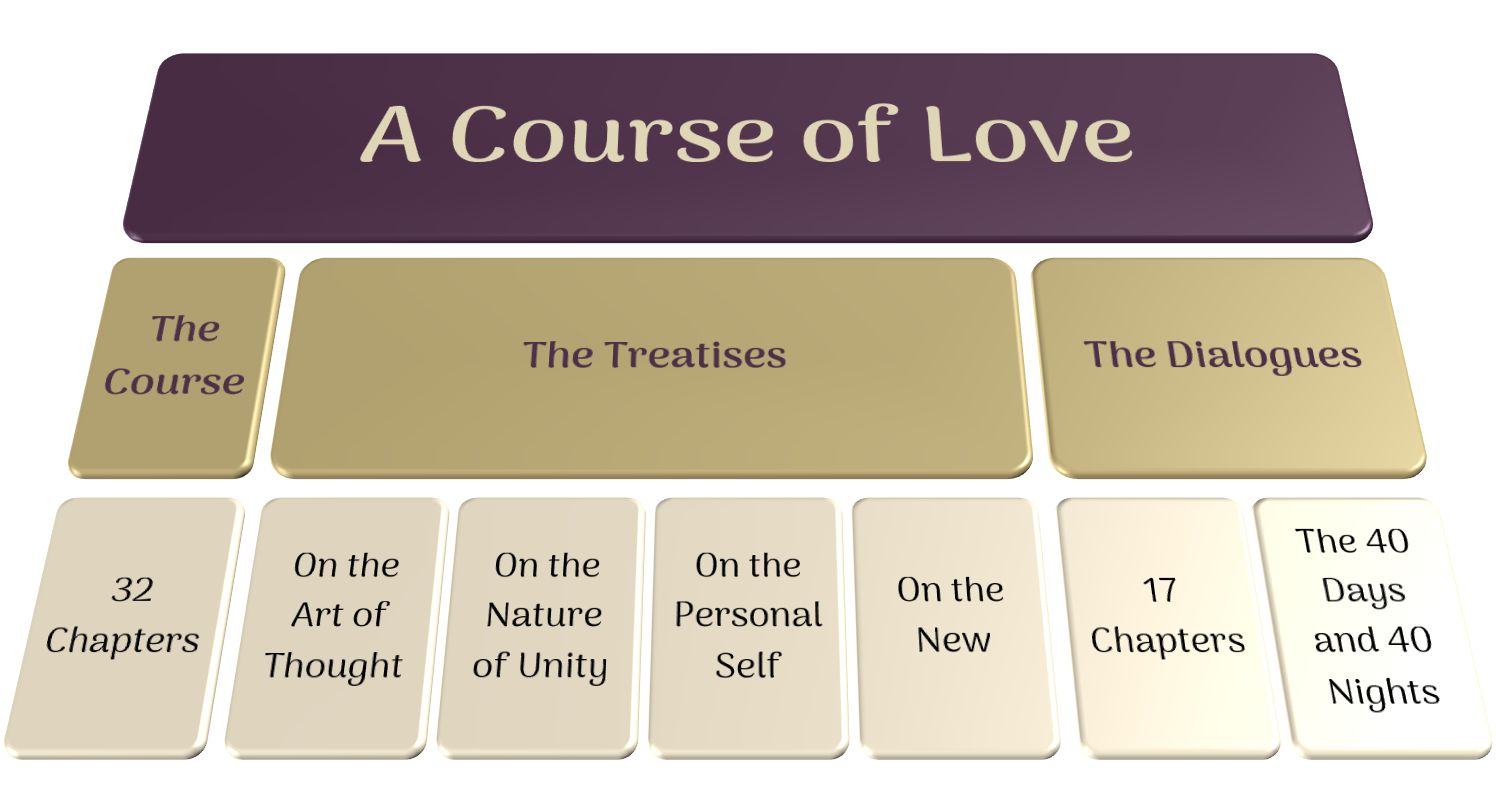 A Course of Love
The
Course
The Treatises
The Dialogues
32
Chapters
On the
Art of
Thought
On the
Nature
of Unity
On the
Personal
Self
On the
New
17
Chapters
The 40
Days
and 40
Nights